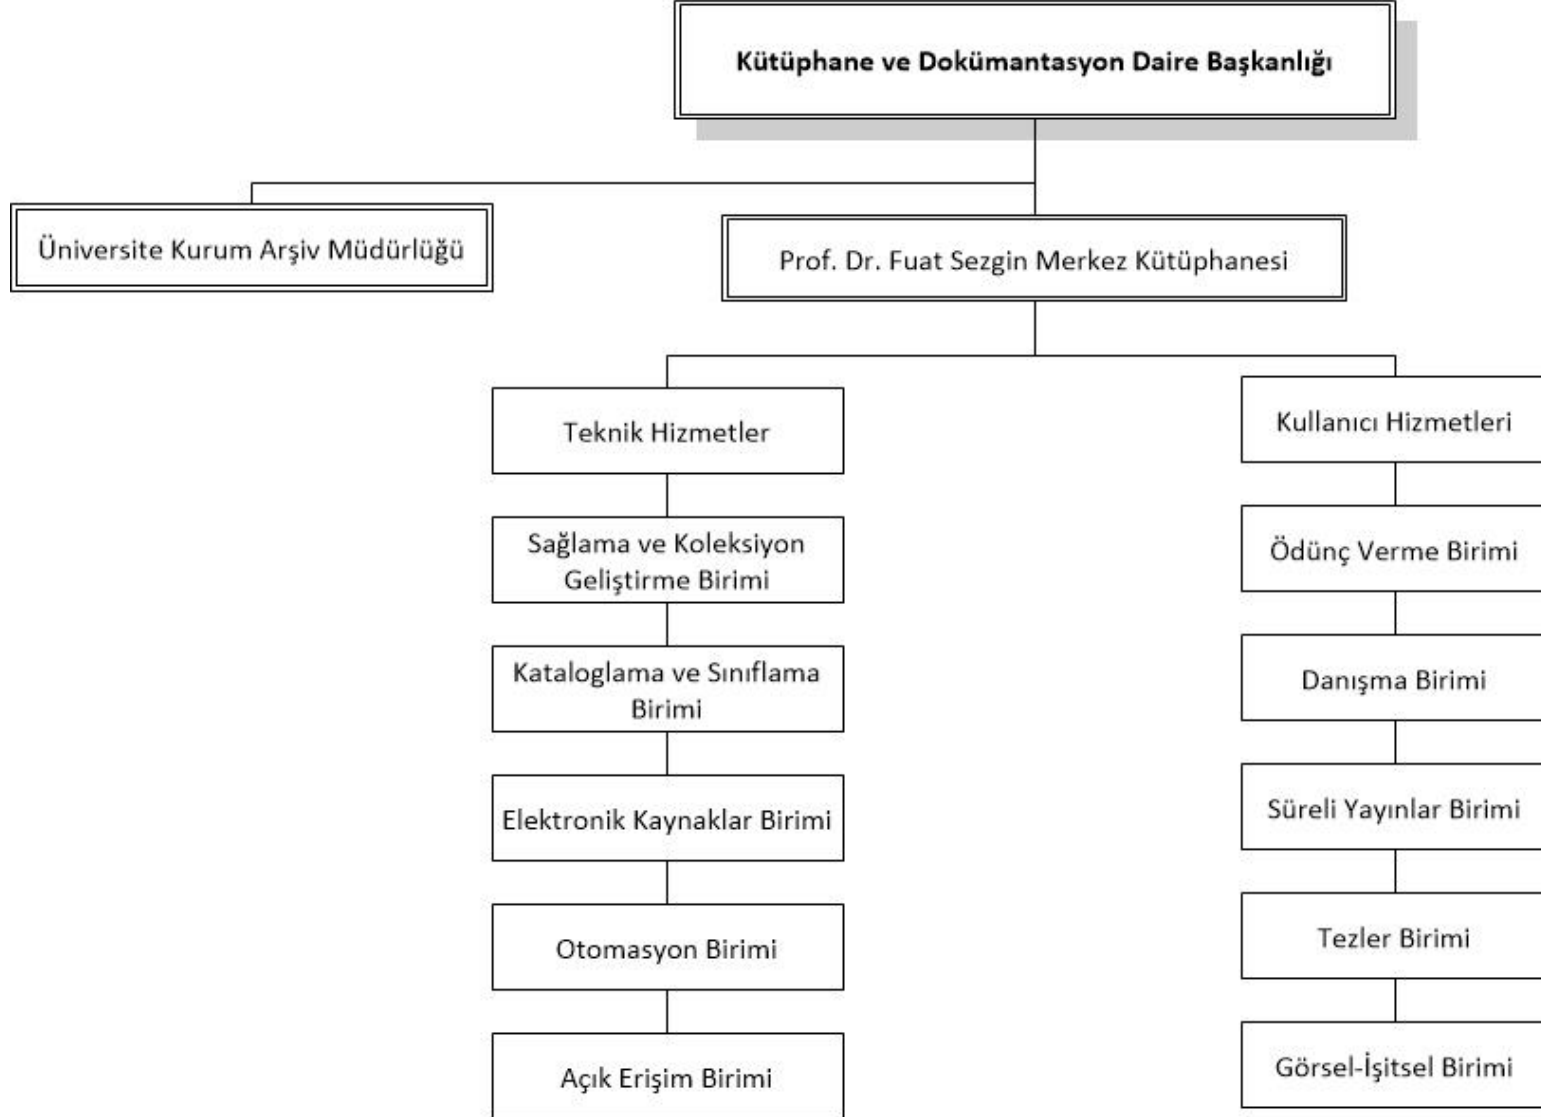 Kütüphane ve Dokümantasyon Daire Başkanlığı
Üniversite Kurum Arşiv Müdürlüğü
Prof. Dr. Fuat Sezgin Merkez Kütüphanesi
Teknik Hizmetler
Sağlama ve Koleksiyon
Geliştirme Birimi
Kataloglama ve Sınıflama
Birimi
Elektronik Kaynaklar Birimi
Otomasyon Birimi
Açık Erişim Birimi
Kullanıcı Hizmetleri
Ödünç Verme Birimi
Danışma Birimi
Süreli Yayınlar Birimi
Tezler Birimi
Görsel-İşitsel Birimi